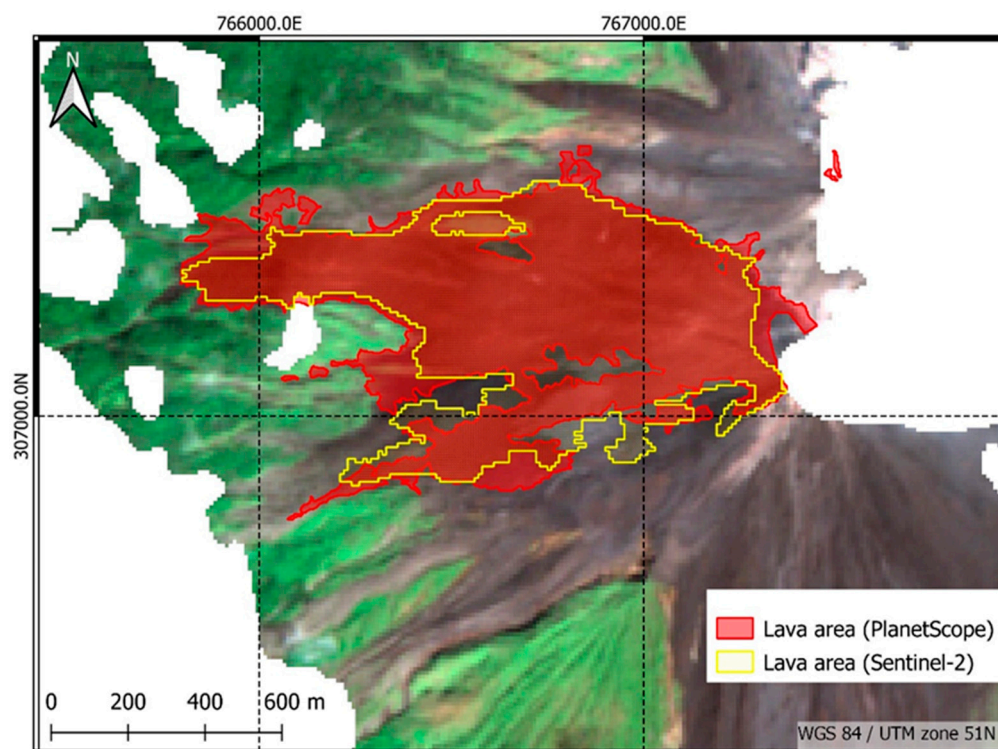 766000.0E 767000.0E
N
307000.0N
Lava area (PlanetScope)
Lava area (Sentinel-2)
0 200 400 600 m
WGS 84 / UTM zone 51N